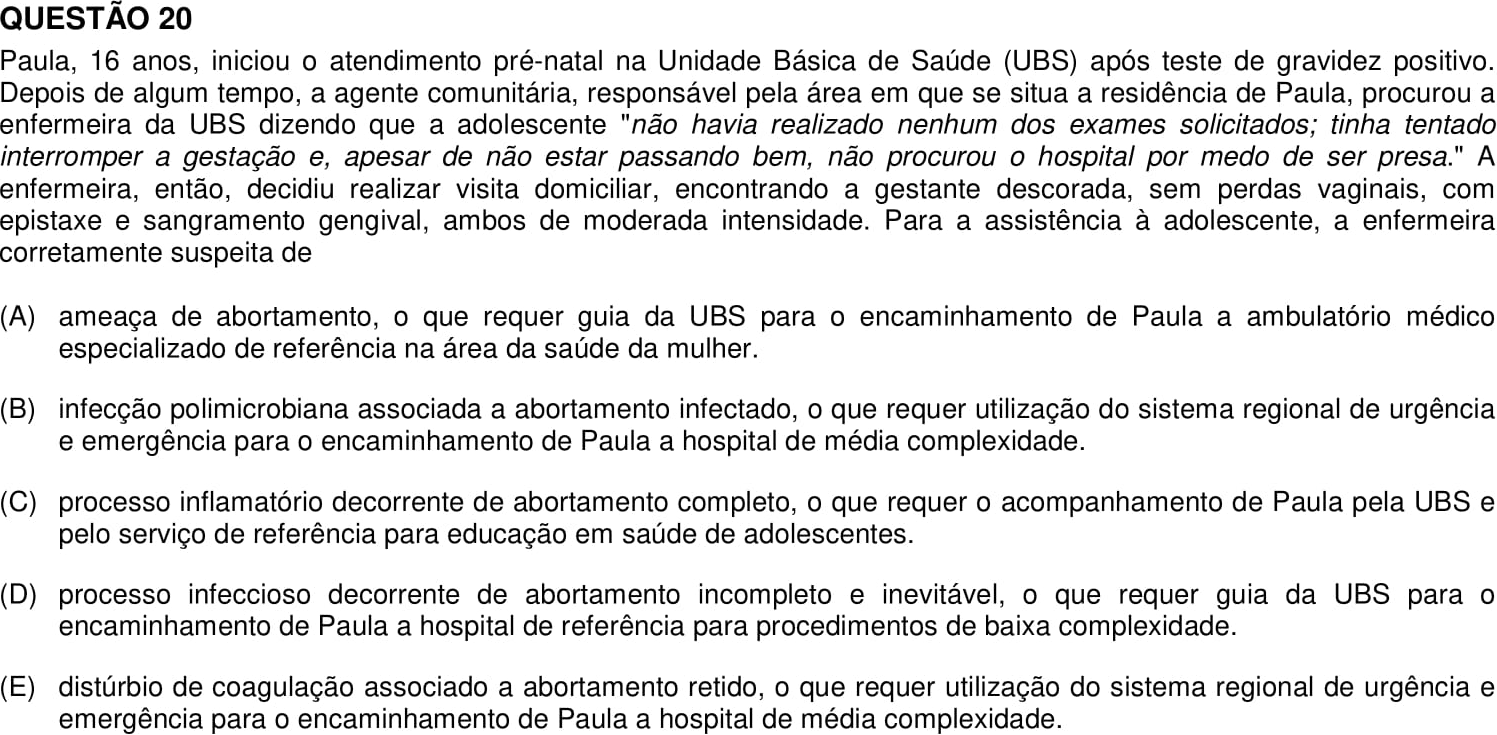 QUESTÃO 20
Paula, 16 anos, iniciou o atendimento pré-natal na Unidade Básica de Saúde (UBS) após teste de gravidez positivo.
Depois de algum tempo, a agente comunitária, responsável pela área em que se situa a residência de Paula, procurou a
enfermeira da UBS dizendo que a adolescente "não havia realizado nenhum dos exames solicitados; tinha tentado
interromper a gestação e, apesar de não estar passando bem, não procurou o hospital por medo de ser presa." A
enfermeira, então, decidiu realizar visita domiciliar, encontrando a gestante descorada, sem perdas vaginais, com
epistaxe e sangramento gengival, ambos de moderada intensidade. Para a assistência à adolescente, a enfermeira
corretamente suspeita de
(A) ameaça de abortamento, o que requer guia da UBS para o encaminhamento de Paula a ambulatório médico
especializado de referência na área da saúde da mulher.
(B) infecção polimicrobiana associada a abortamento infectado, o que requer utilização do sistema regional de urgência
e emergência para o encaminhamento de Paula a hospital de média complexidade.
(C) processo inflamatório decorrente de abortamento completo, o que requer o acompanhamento de Paula pela UBS e
pelo serviço de referência para educação em saúde de adolescentes.
(D) processo infeccioso decorrente de abortamento incompleto e inevitável, o que requer guia da UBS para o
encaminhamento de Paula a hospital de referência para procedimentos de baixa complexidade.
(E) distúrbio de coagulação associado a abortamento retido, o que requer utilização do sistema regional de urgência e
emergência para o encaminhamento de Paula a hospital de média complexidade.